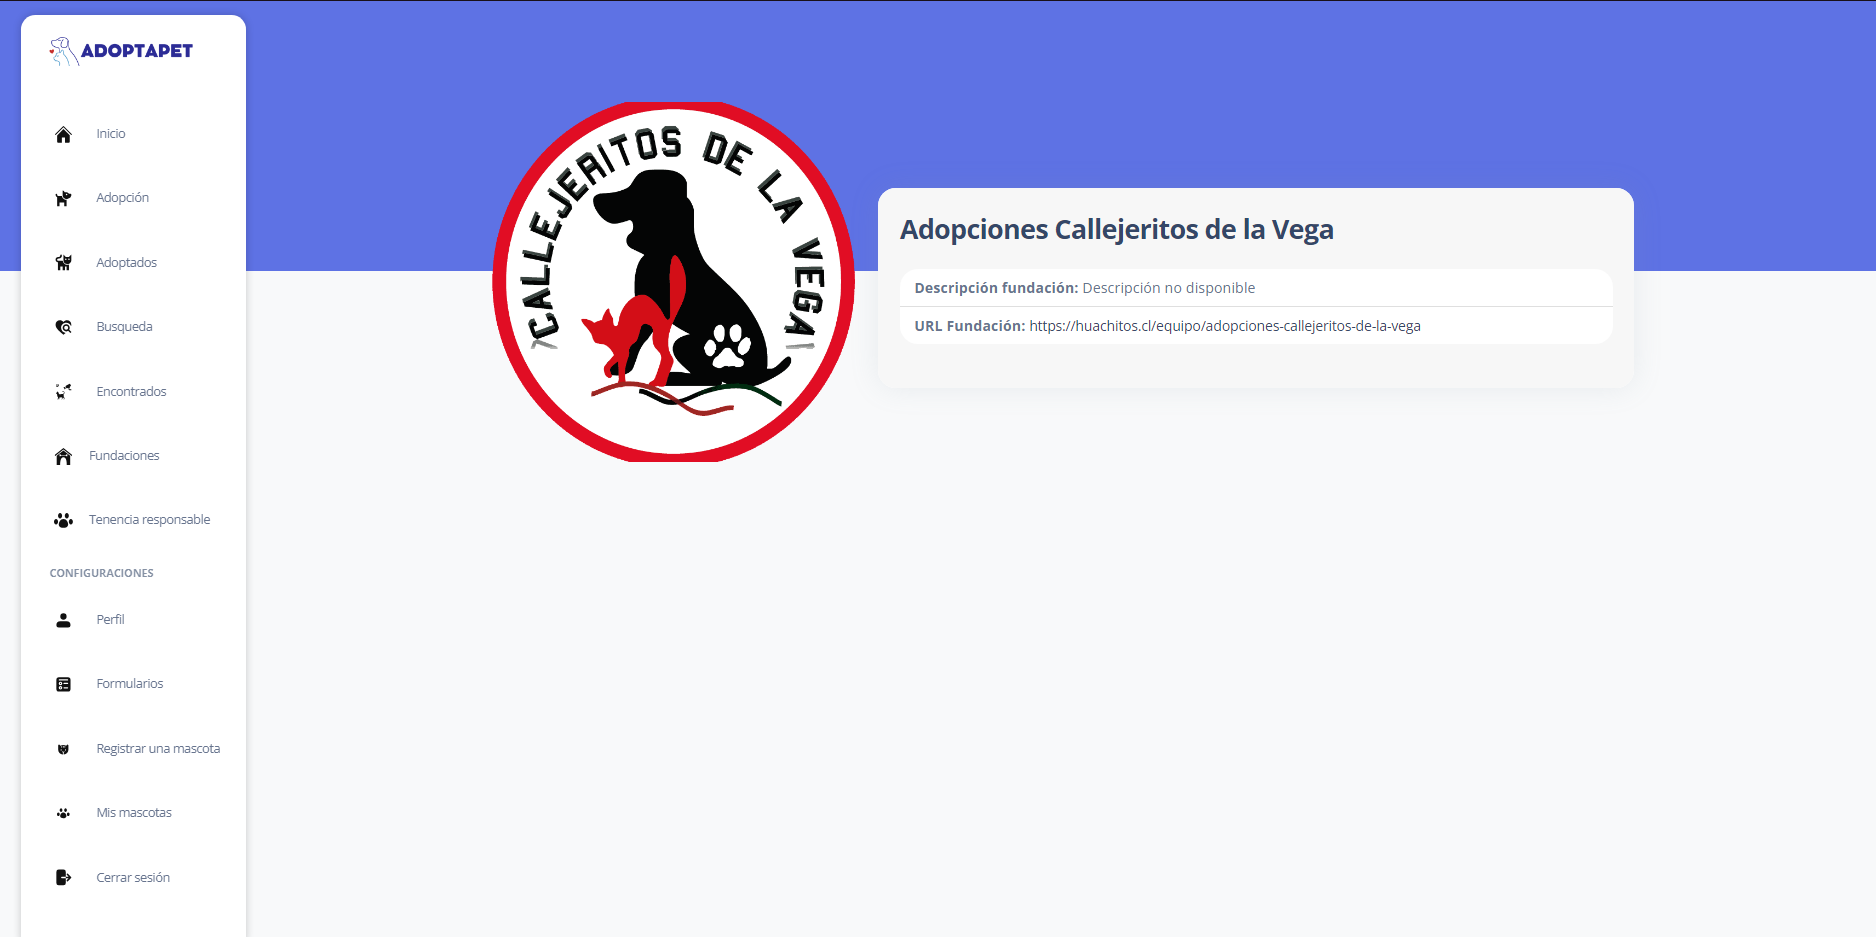 ADOPTAPET
Inicio
Adopción
Adoptados
Busqueda
Encontrados
Fundaciones
Tenencia responsable
CONFIGURACIONES
Perfil
Formularios
Registrar una mascota
Mis mascotas
Cerrar sesión
CALLEJERITOS DE LA VEGA
Adopciones Callejeritos de la Vega
Descripción fundación: Descripción no disponible
URL Fundación: https://huachitos.cl/equipo/adopciones-callejeritos-de-la-vega